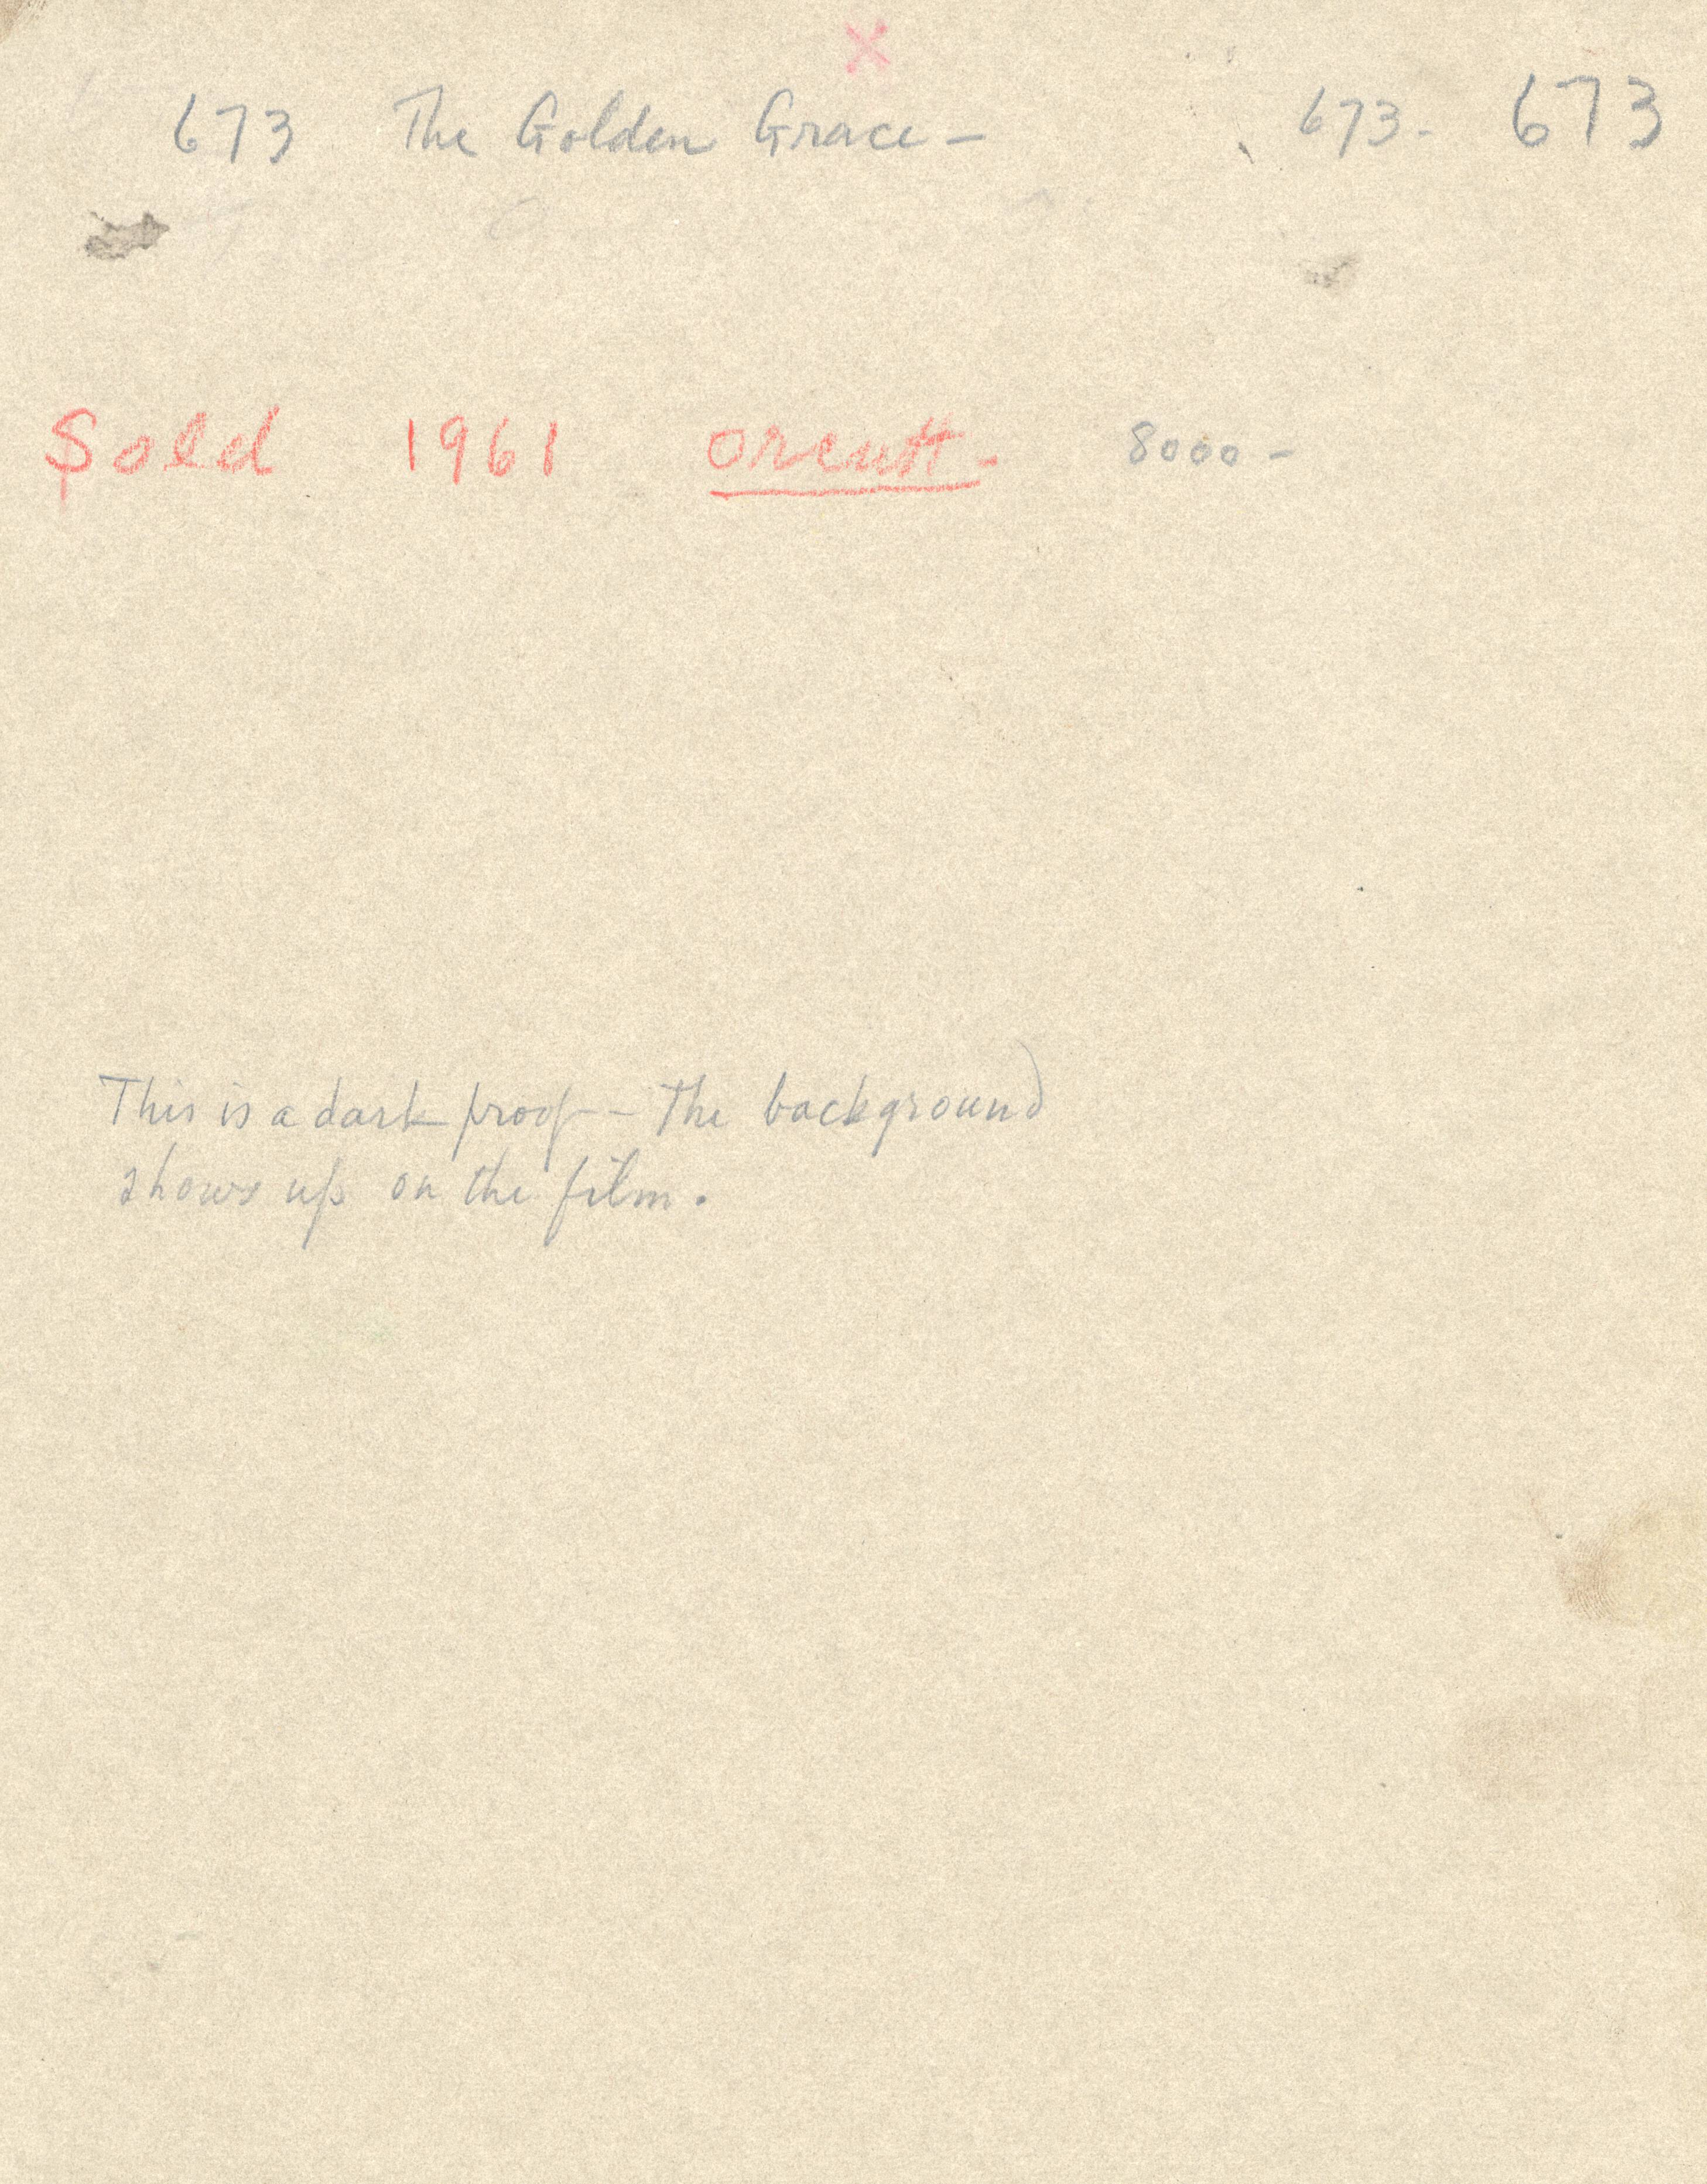 X
673 The Golden Grace — 673- 673
Sold 1961 Orcutt - 8000 -
This is a dark proof — The background
shows up on the film.